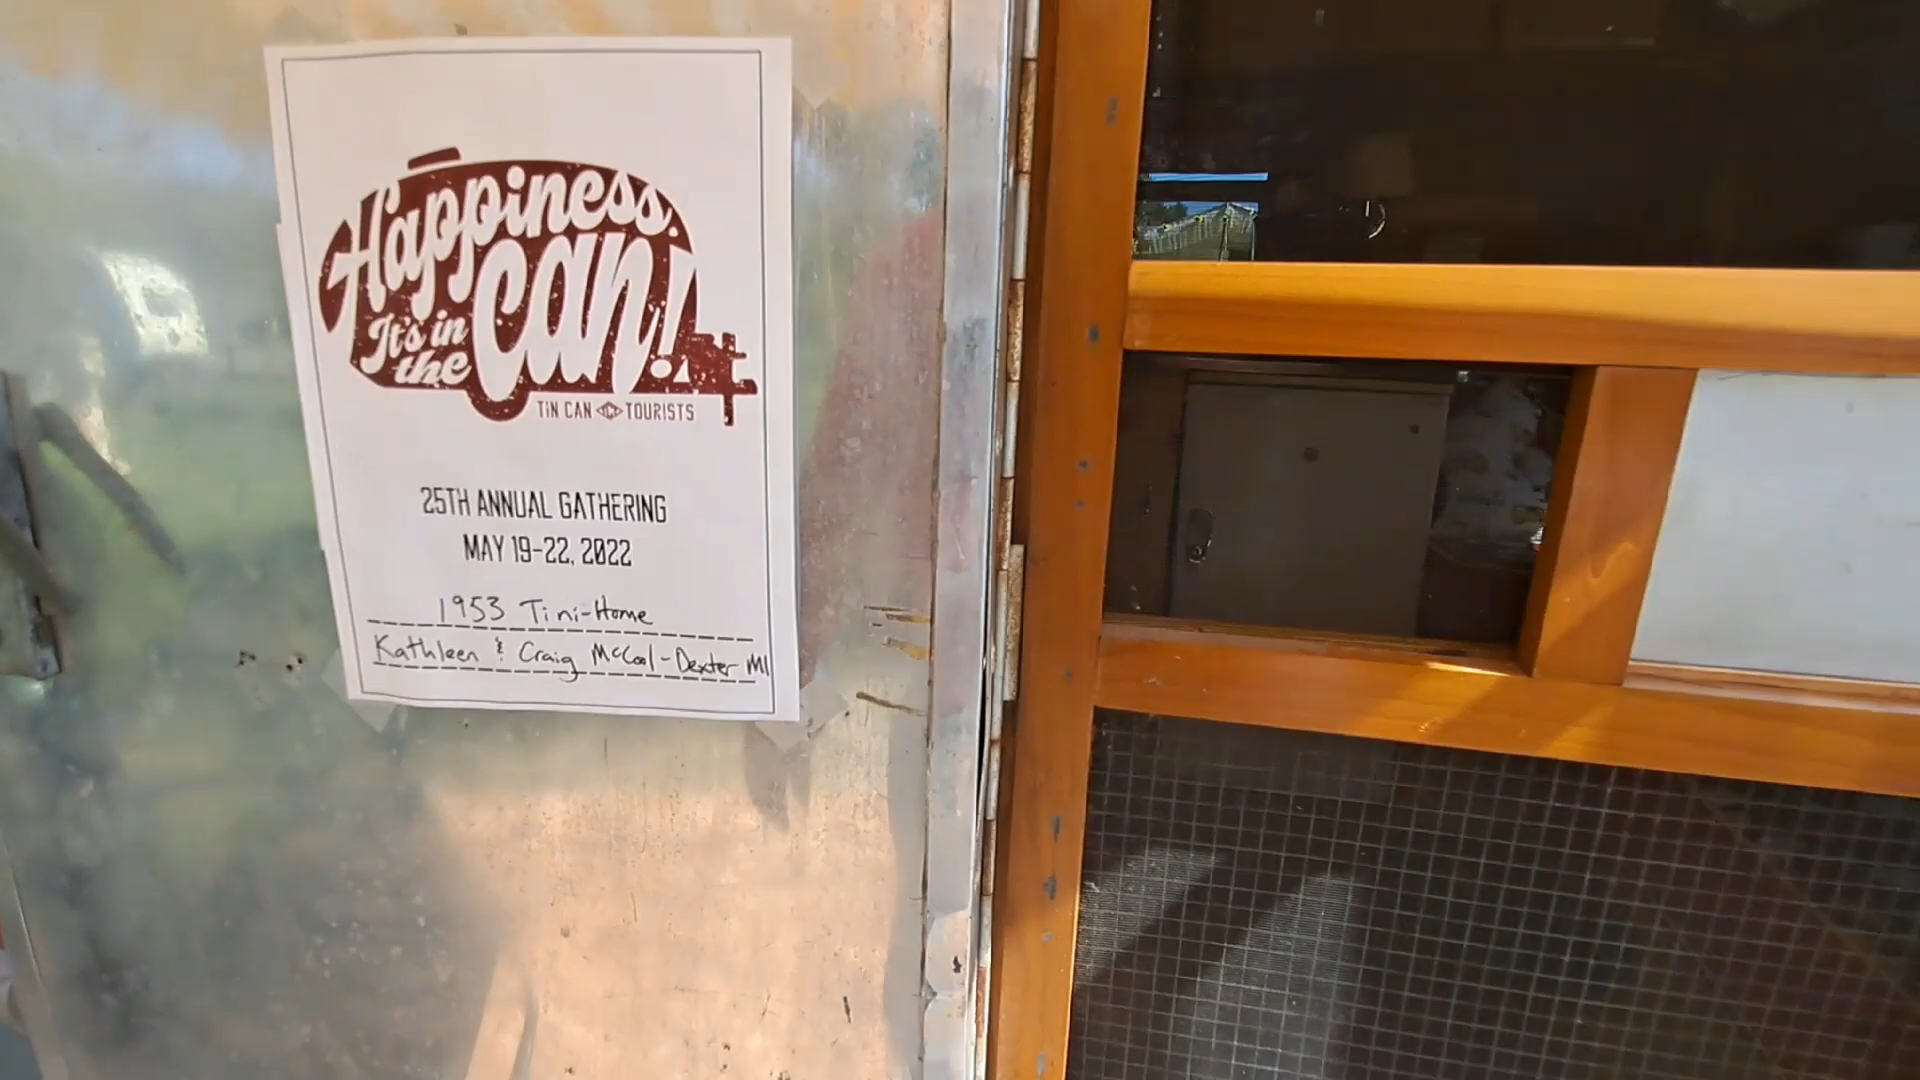 Happiness.
It's in
the Can!
TIN CAN TCT TOURISTS
25TH ANNUAL GATHERING
MAY 19-22, 2022
1953 Tini-Home
Kathleen & Craig McCool - Dexter MI